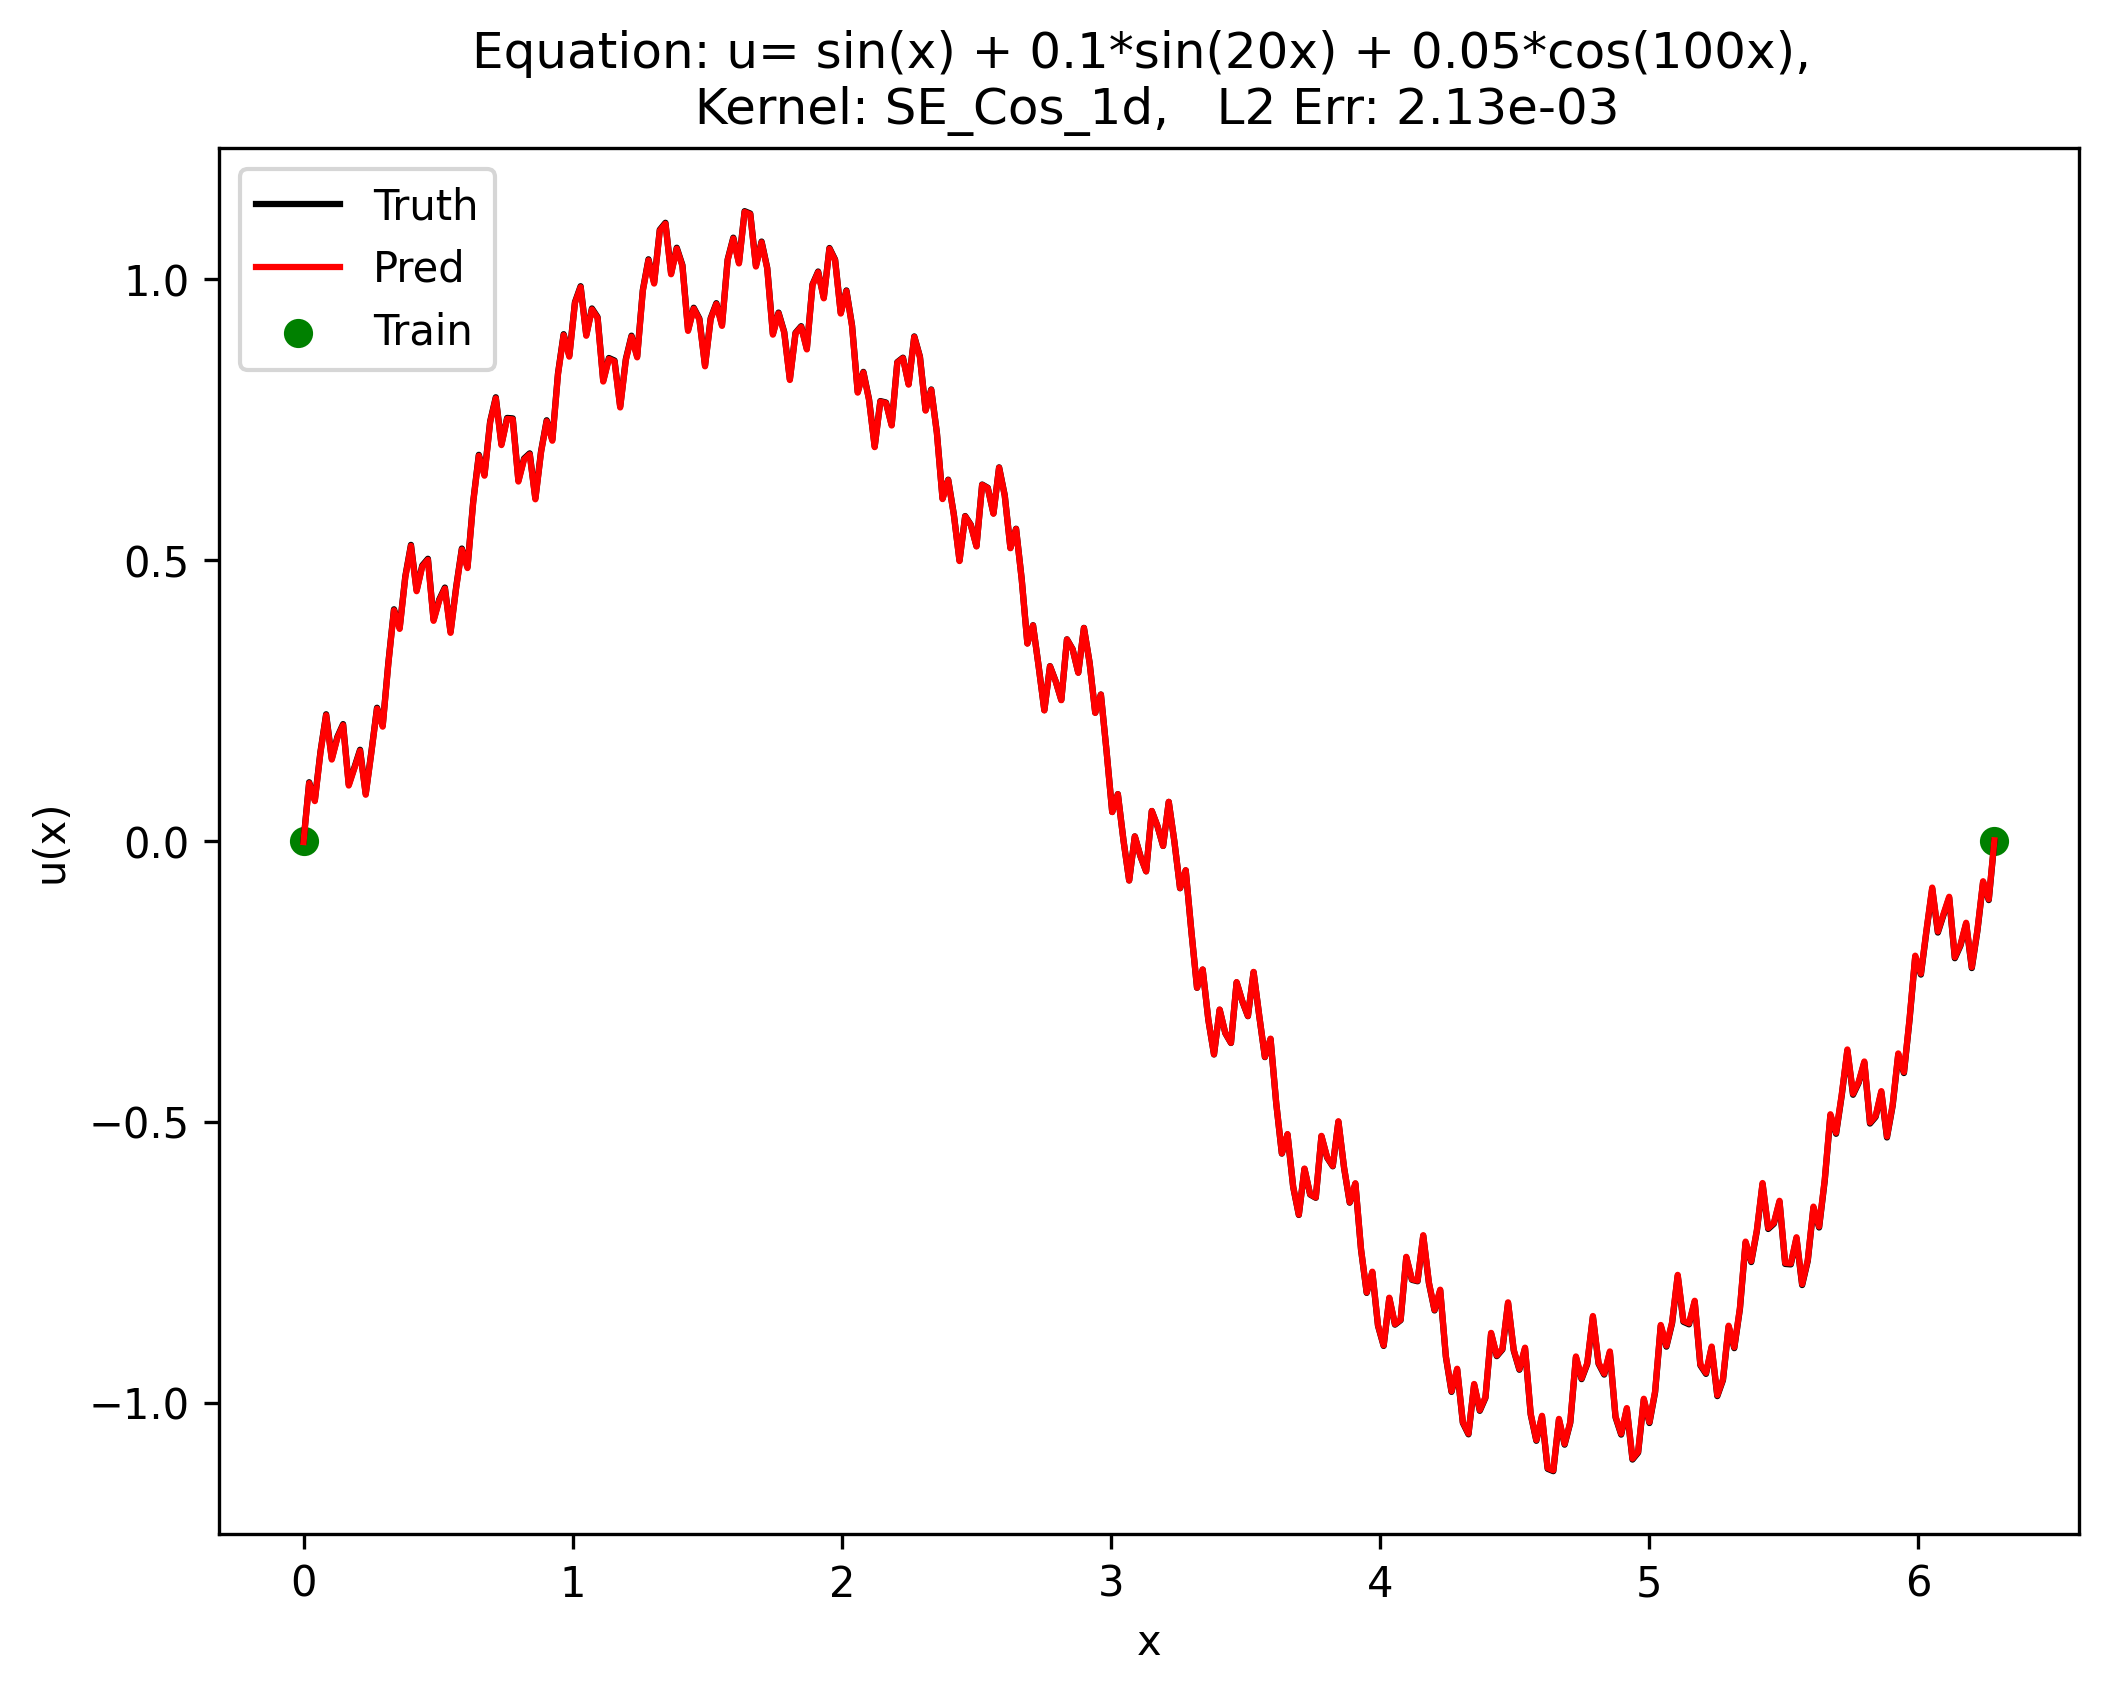 Equation: u= sin(x) + 0.1*sin(20x) + 0.05*cos(100x),
Kernel: SE_Cos_1d,   L2 Err: 2.13e-03
Truth
Pred
Train
1.0
0.5
0.0
−0.5
−1.0
u(x)
0 1 2 3 4 5 6
x